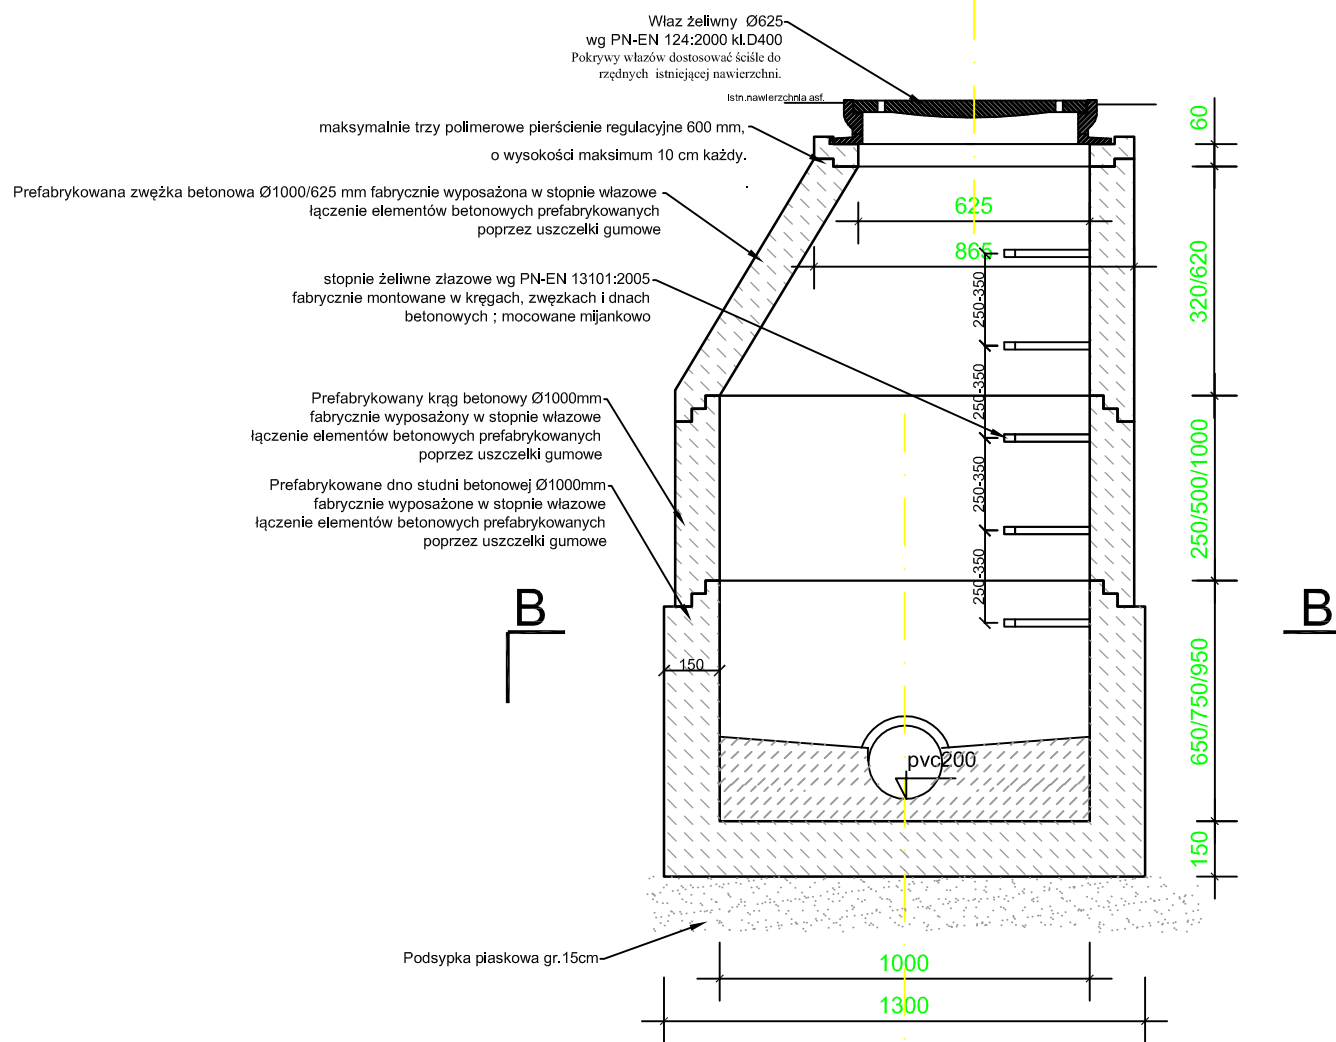 Właz żeliwny Ø625
wg PN-EN 124:2000 kl.D400
Pokrywy włazów dostosować ściśle do
rzędnych istniejącej nawierzchni.
Istn.nawierzchnia asf.
maksymalnie trzy polimerowe pierścienie regulacyjne 600 mm,
o wysokości maksimum 10 cm każdy.
Prefabrykowana zwężka betonowa Ø1000/625 mm fabrycznie wyposażona w stopnie włazowe
łączenie elementów betonowych prefabrykowanych
poprzez uszczelki gumowe
stopnie żeliwne złazowe wg PN-EN 13101:2005
fabrycznie montowane w kręgach, zwęzkach i dnach
betonowych ; mocowane mijankowo
Prefabrykowany krąg betonowy Ø1000mm
fabrycznie wyposażony w stopnie włazowe
łączenie elementów betonowych prefabrykowanych
poprzez uszczelki gumowe
Prefabrykowane dno studni betonowej Ø1000mm
fabrycznie wyposażone w stopnie włazowe
łączenie elementów betonowych prefabrykowanych
poprzez uszczelki gumowe
625
865
250-350
250-350
250-350
250-350
60
320/620
250/500/1000
650/750/950
150
B
B
150
pvc200
Podsypka piaskowa gr.15cm
1000
1300